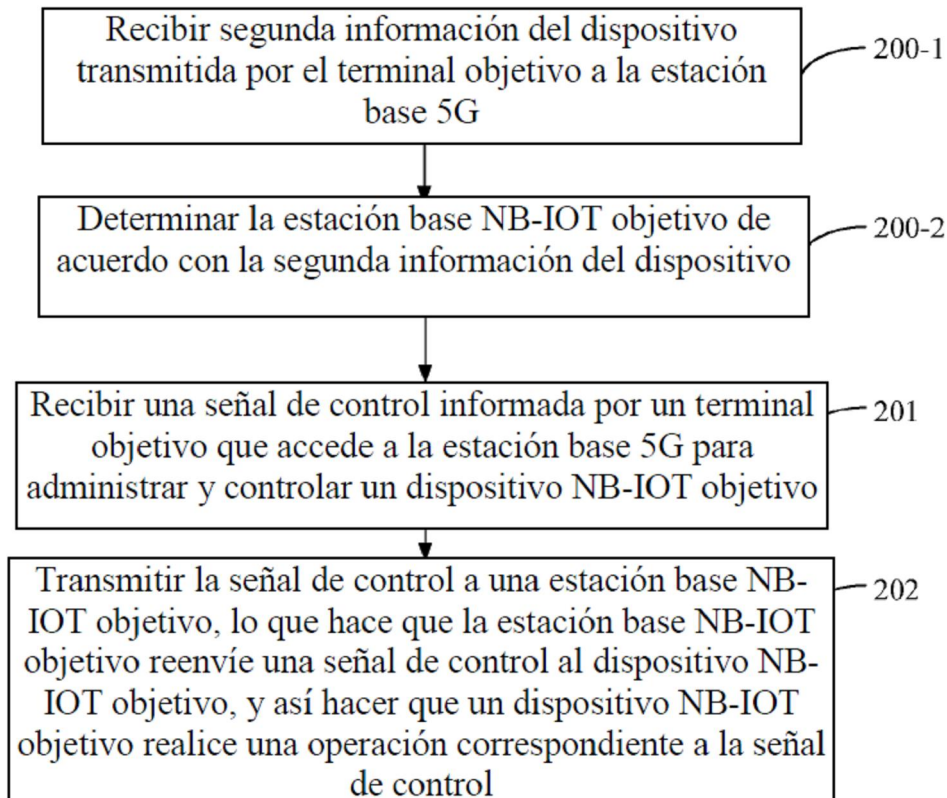 Recibir segunda información del dispositivo
transmitida por el terminal objetivo a la estación
base 5G
200-1
Determinar la estación base NB-IOT objetivo de
acuerdo con la segunda información del dispositivo
200-2
Recibir una señal de control informada por un terminal
objetivo que accede a la estación base 5G para
administrar y controlar un dispositivo NB-IOT objetivo
201
Transmitir la señal de control a una estación base NB-
IOT objetivo, lo que hace que la estación base NB-IOT
objetivo reenvíe una señal de control al dispositivo NB-
IOT objetivo, y así hacer que un dispositivo NB-IOT
objetivo realice una operación correspondiente a la señal
de control
202